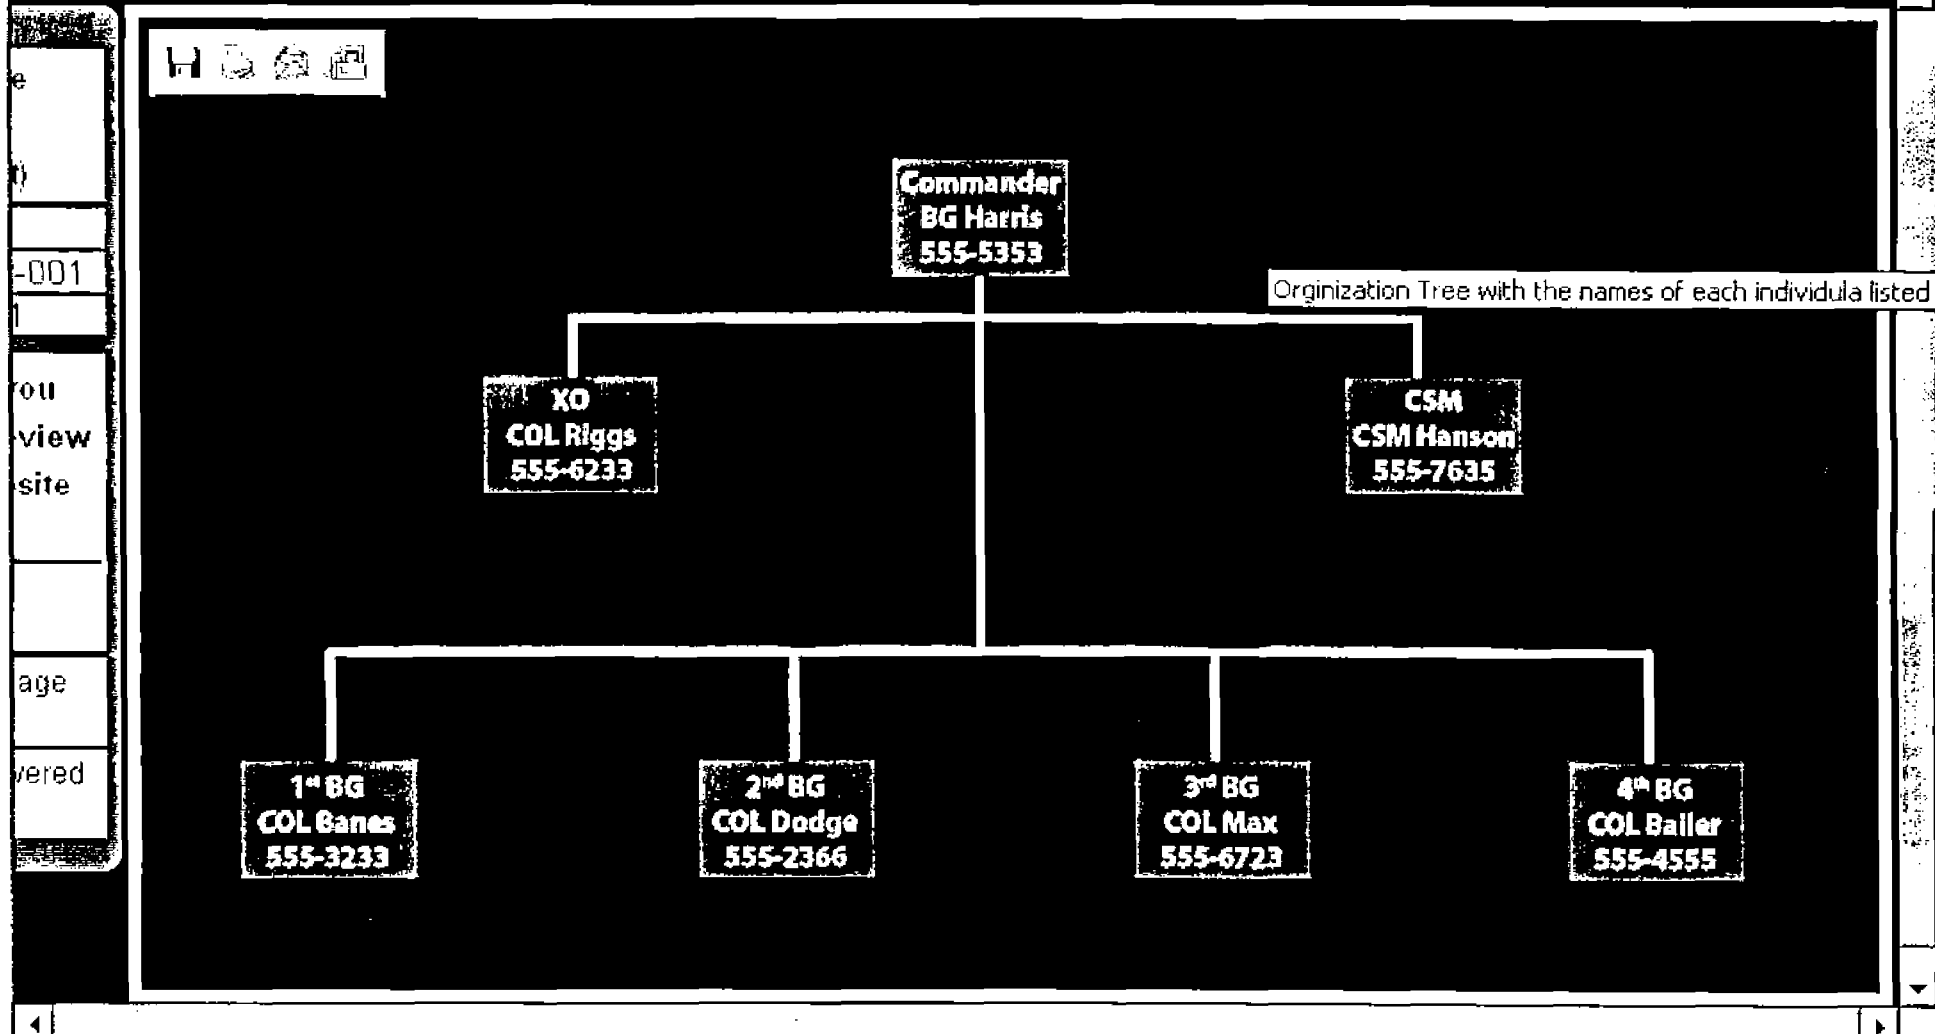 e
t)
-001
1
Commander
BG Harris
555-5353
Orginization Tree with the names of each individula listed
ou
view
site
XO
COL Riggs
555-6233
CSM
CSM Hanson
555-7635
age
vered
1st BG
COL Banes
555-3233
2nd BG
COL Dodge
555-2366
3rd BG
COL Max
555-6723
4th BG
COL Bailer
555-4555